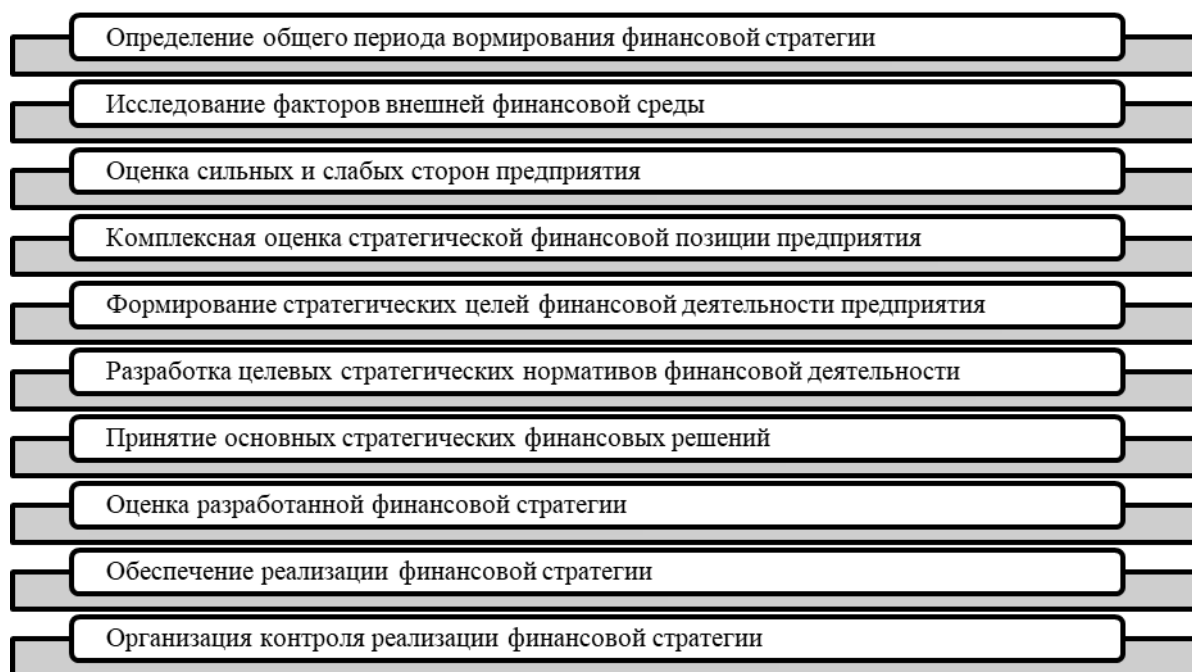 Определение общего периода вормирования финансовой стратегии
Исследование факторов внешней финансовой среды
Оценка сильных и слабых сторон предприятия
Комплексная оценка стратегической финансовой позиции предприятия
Формирование стратегических целей финансовой деятельности предприятия
Разработка целевых стратегических нормативов финансовой деятельности
Принятие основных стратегических финансовых решений
Оценка разработанной финансовой стратегии
Обеспечение реализации финансовой стратегии
Организация контроля реализации финансовой стратегии